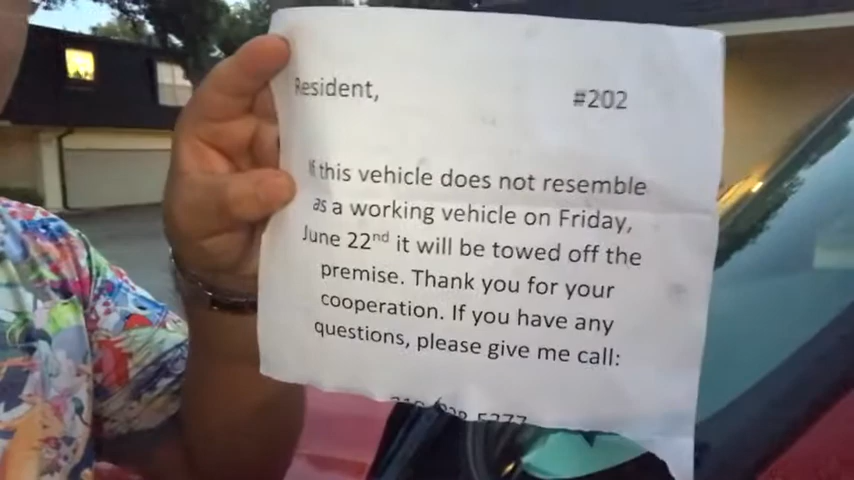 Resident, #202
If this vehicle does not resemble
as a working vehicle on Friday,
June 22nd it will be towed off the
premise. Thank you for your
cooperation. If you have any
questions, please give me call: